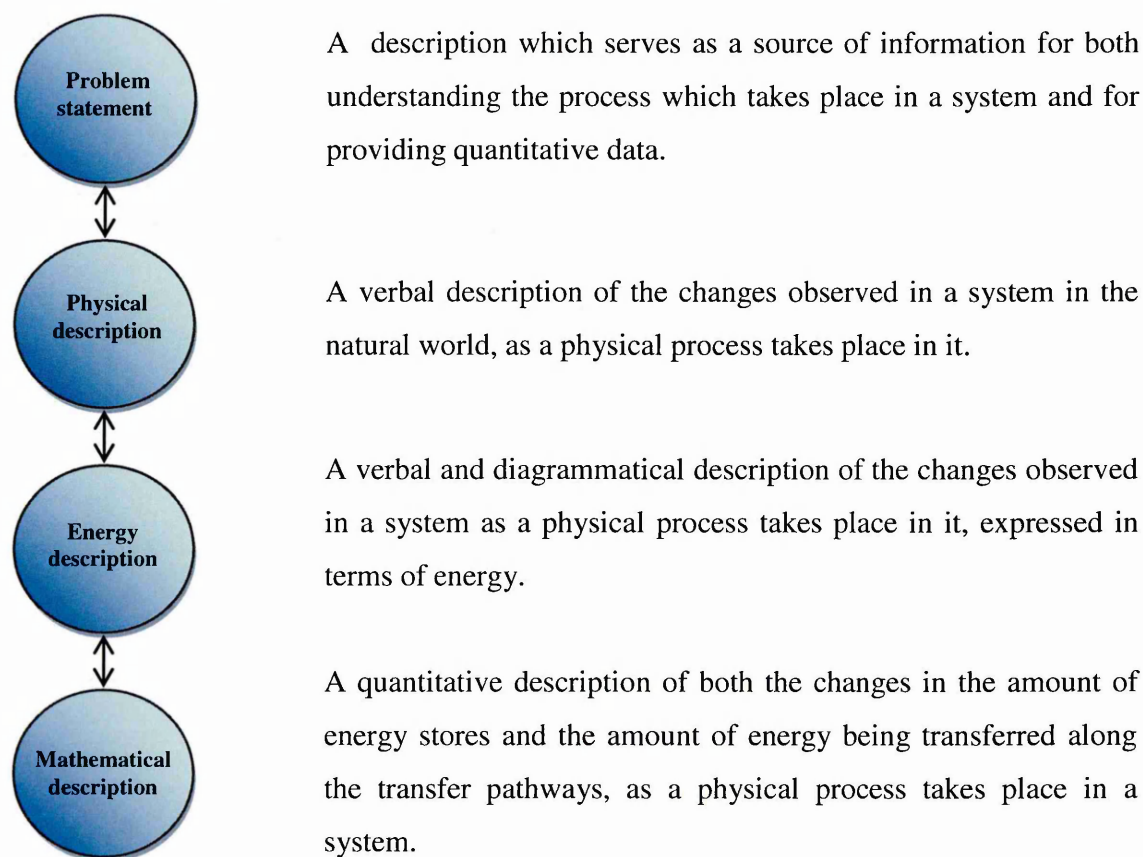 Problem
statement
A description which serves as a source of information for both
understanding the process which takes place in a system and for
providing quantitative data.
Physical
description
A verbal description of the changes observed in a system in the
natural world, as a physical process takes place in it.
Energy
description
A verbal and diagrammatical description of the changes observed
in a system as a physical process takes place in it, expressed in
terms of energy.
Mathematical
description
A quantitative description of both the changes in the amount of
energy stores and the amount of energy being transferred along
the transfer pathways, as a physical process takes place in a
system.